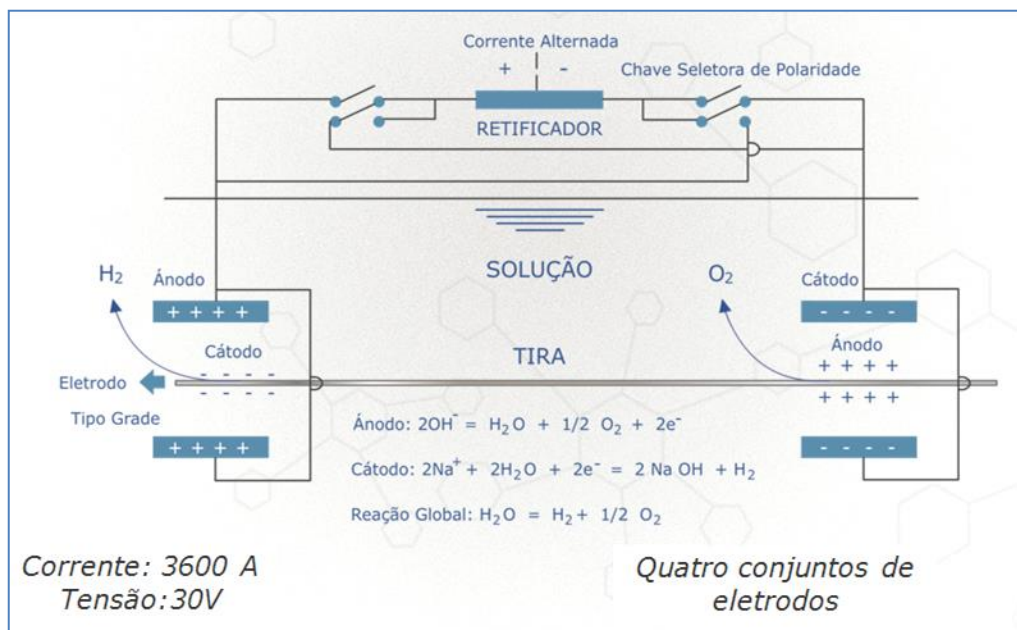 Corrente Alternada
+ -
Chave Seletora de Polaridade
RETIFICADOR
SOLUÇÃO
H2
Ánodo
+ + + +
Cátodo
- - - -
- - - -
Eletrodo
Tipo Grade
+ + + +
TIRA
O2
Cátodo
- - - -
Ánodo
+ + + +
+ + + +
- - - -
Ánodo: 2OH⁻ = H2O + 1/2 O2 + 2e⁻
Cátodo: 2Na⁺ + 2H2O + 2e⁻ = 2 Na OH + H2
Reação Global: H2O = H2 + 1/2 O2
Corrente: 3600 A
Tensão:30V
Quatro conjuntos de
eletrodos